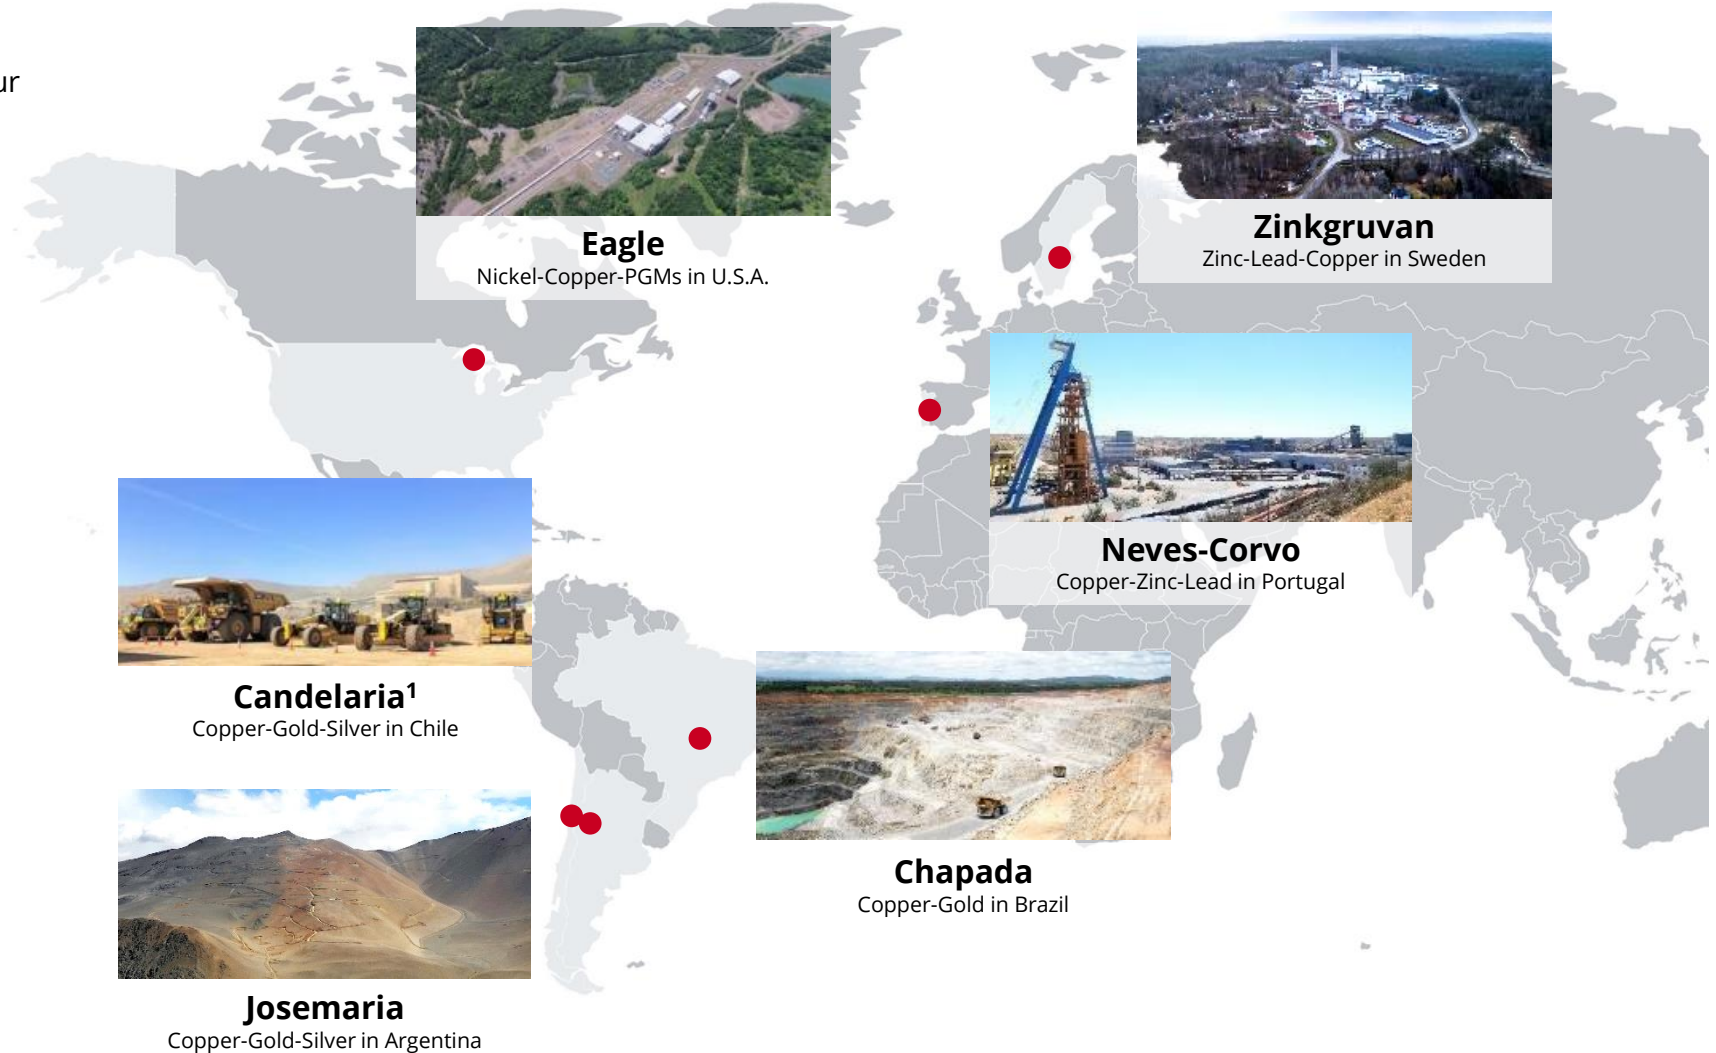 ur
Eagle
Nickel-Copper-PGMs in U.S.A.
Zinkgruvan
Zinc-Lead-Copper in Sweden
Neves-Corvo
Copper-Zinc-Lead in Portugal
Candelaria¹
Copper-Gold-Silver in Chile
Chapada
Copper-Gold in Brazil
Josemaria
Copper-Gold-Silver in Argentina